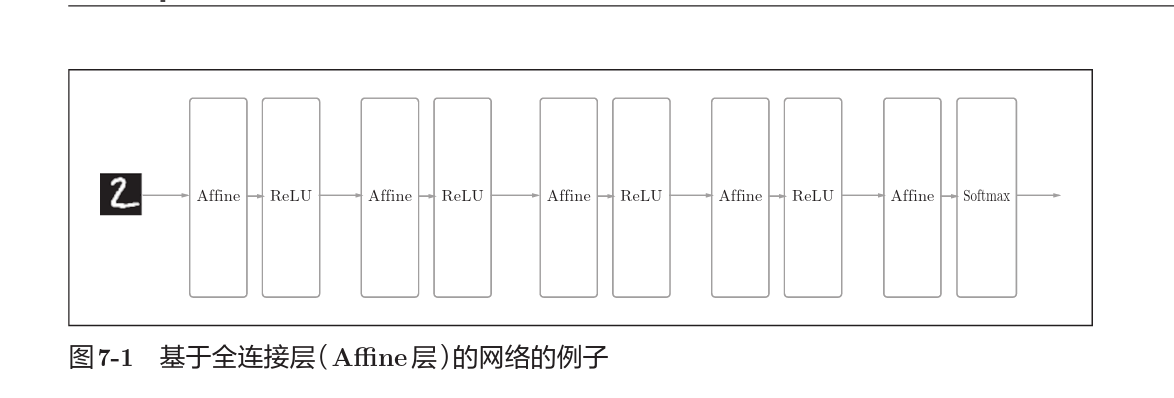 2
Affine ReLU Affine ReLU Affine ReLU Affine ReLU Affine Softmax
图7-1 基于全连接层(Affine层)的网络的例子